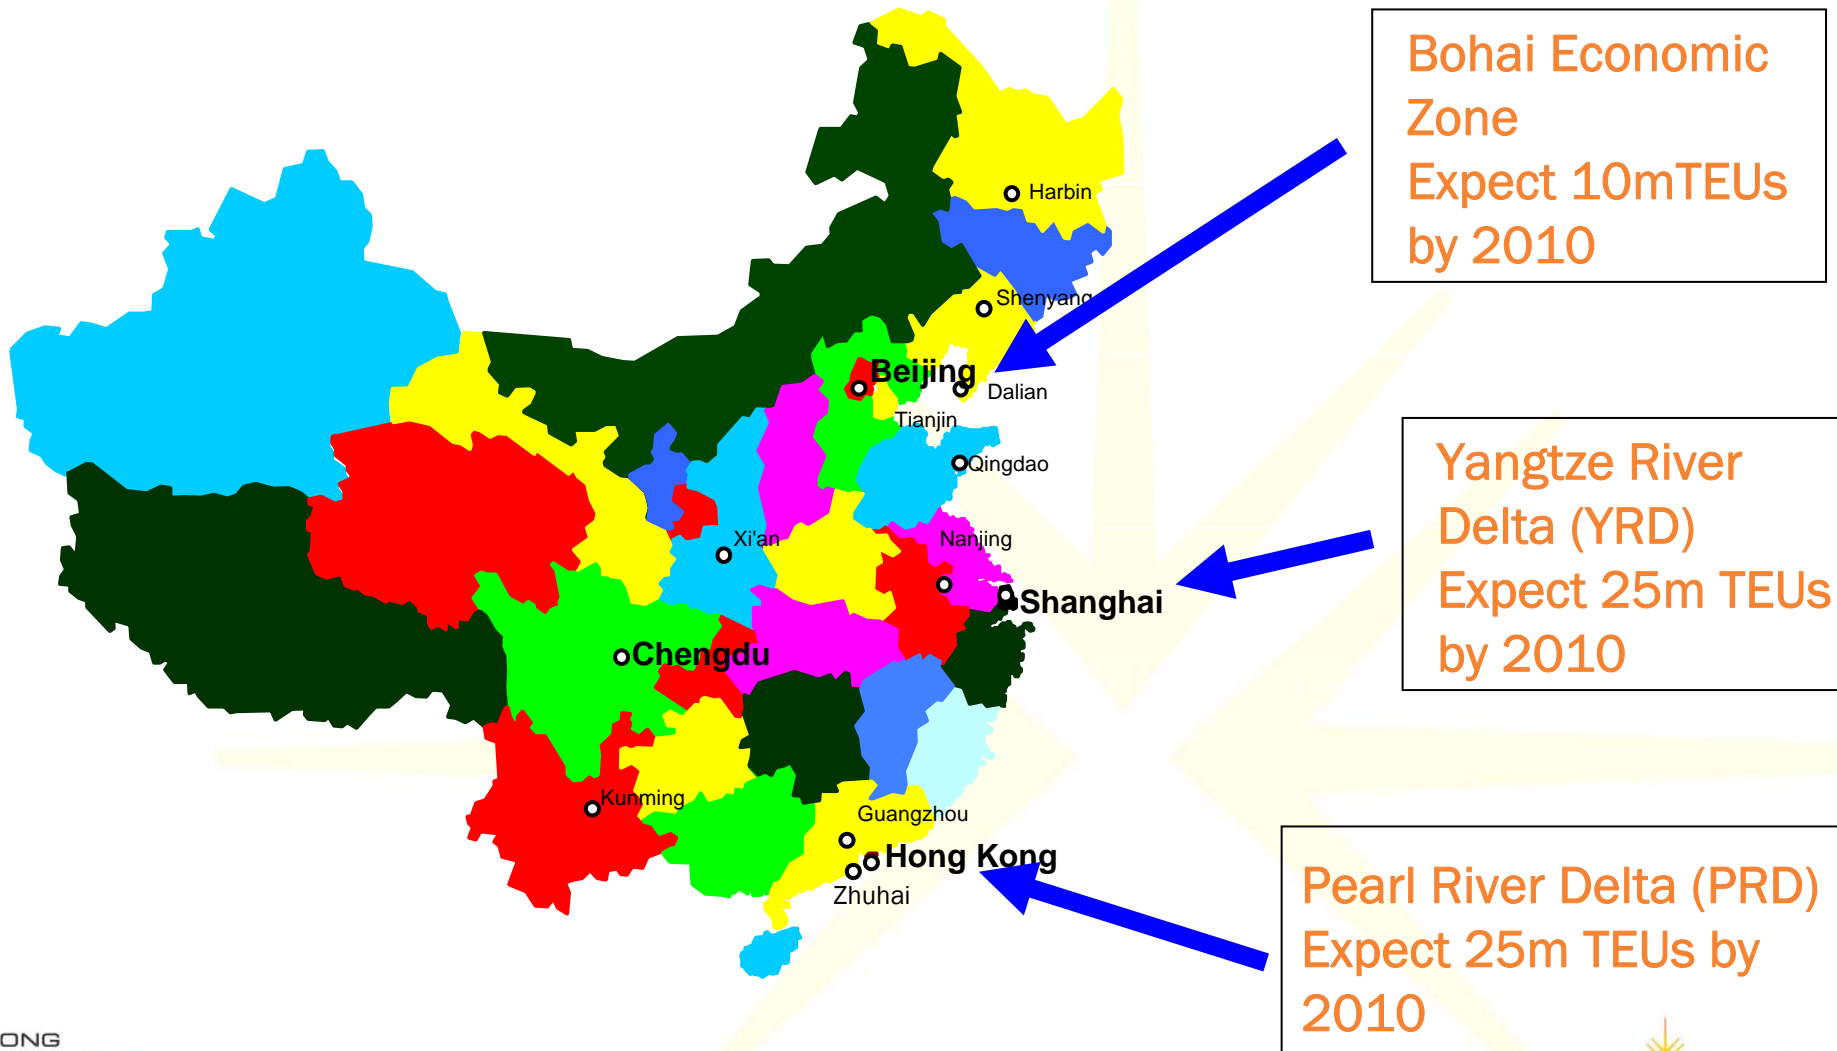 Bohai Economic
Zone
Expect 10mTEUs
by 2010
Harbin
Shenyang
Beijing
Dalian
Tianjin
Qingdao
Yangtze River
Delta (YRD)
Expect 25m TEUs
by 2010
Xi'an
Nanjing
Shanghai
Chengdu
Kunming
Guangzhou
Hong Kong
Zhuhai
Pearl River Delta (PRD)
Expect 25m TEUs by
2010
ONG